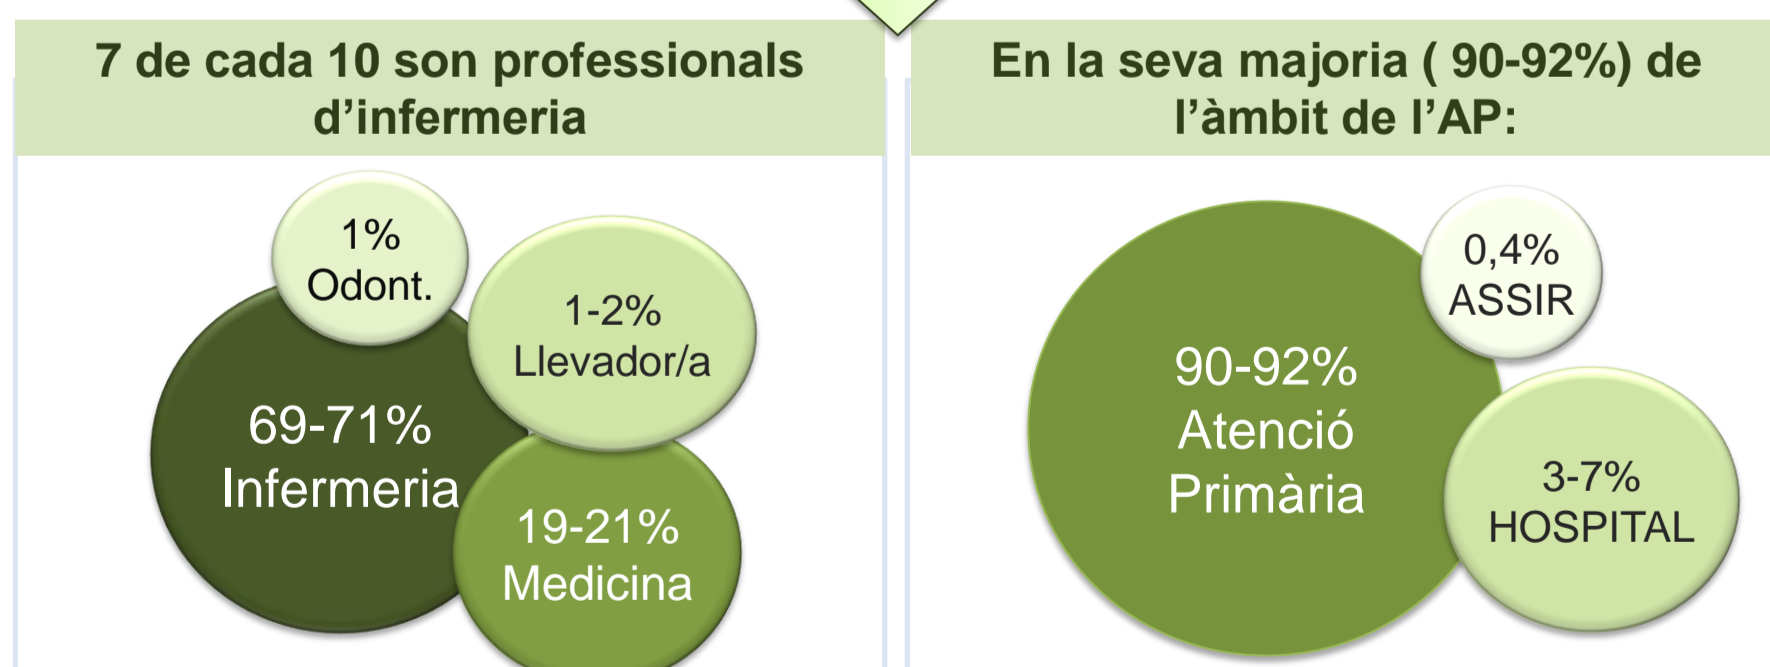 7 de cada 10 son professionals
d’infermeria
1%
Odont.
1-2%
Llevador/a
69-71%
Infermeria
19-21%
Medicina
En la seva majoria ( 90-92%) de
l’àmbit de l’AP:
0,4%
ASSIR
90-92%
Atenció
Primària
3-7%
HOSPITAL